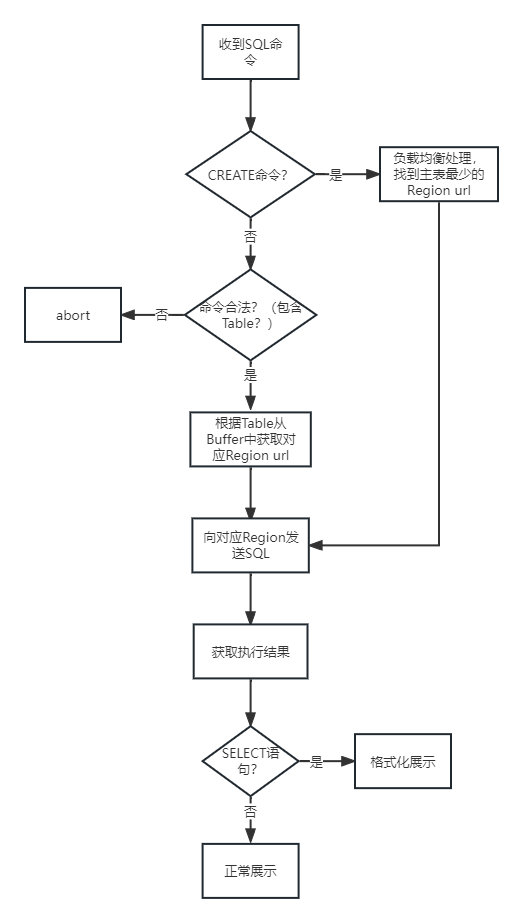 收到SQL命
令
CREATE命令？
是
负载均衡处理，
找到主表最少的
Region url
否
命令合法？（包含
Table？）
否
abort
是
根据Table从
Buffer中获取对
应Region url
向对应Region发
送SQL
获取执行结果
SELECT语
句？
是
格式化展示
否
正常展示